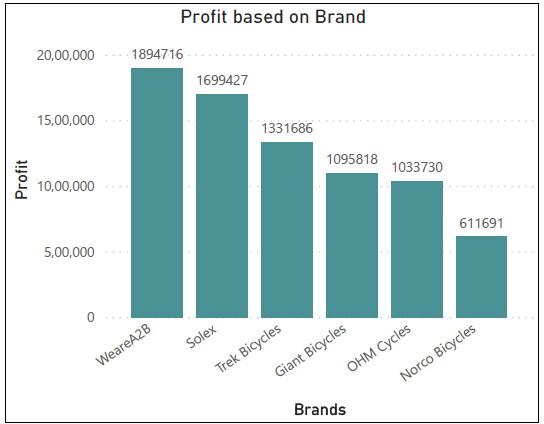 Profit based on Brand
20,00,000
15,00,000
10,00,000
5,00,000
0
Profit
1894716
1699427
1331686
1095818
1033730
611691
WeareA2B
Solex
Trek Bicycles
Giant Bicycles
OHM Cycles
Norco Bicycles
Brands